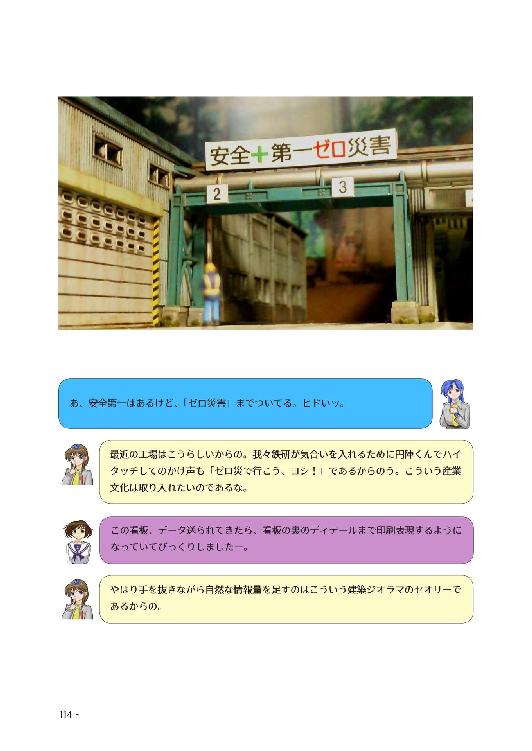 安全+第一ゼロ災害
2
3
あ、安全第一はあるけど、「ゼロ災害」までついてる。ヒドいッ。
最近の工場はこうらしいからの。我々鉄研が気合いを入れるために円陣くんでハイ
タッチしてのかけ声も「ゼロ災で行こう、ヨシ！」であるからのう。こういう産業
文化は取り入れたいのであるな。
この看板、データ送られてきたら、看板の裏のディテールまで印刷表現するように
なっていてびっくりしましたー。
やはり手を抜きながら自然な情報量を足すのはこういう建築ジオラマのセオリーで
あるからの。
114 -